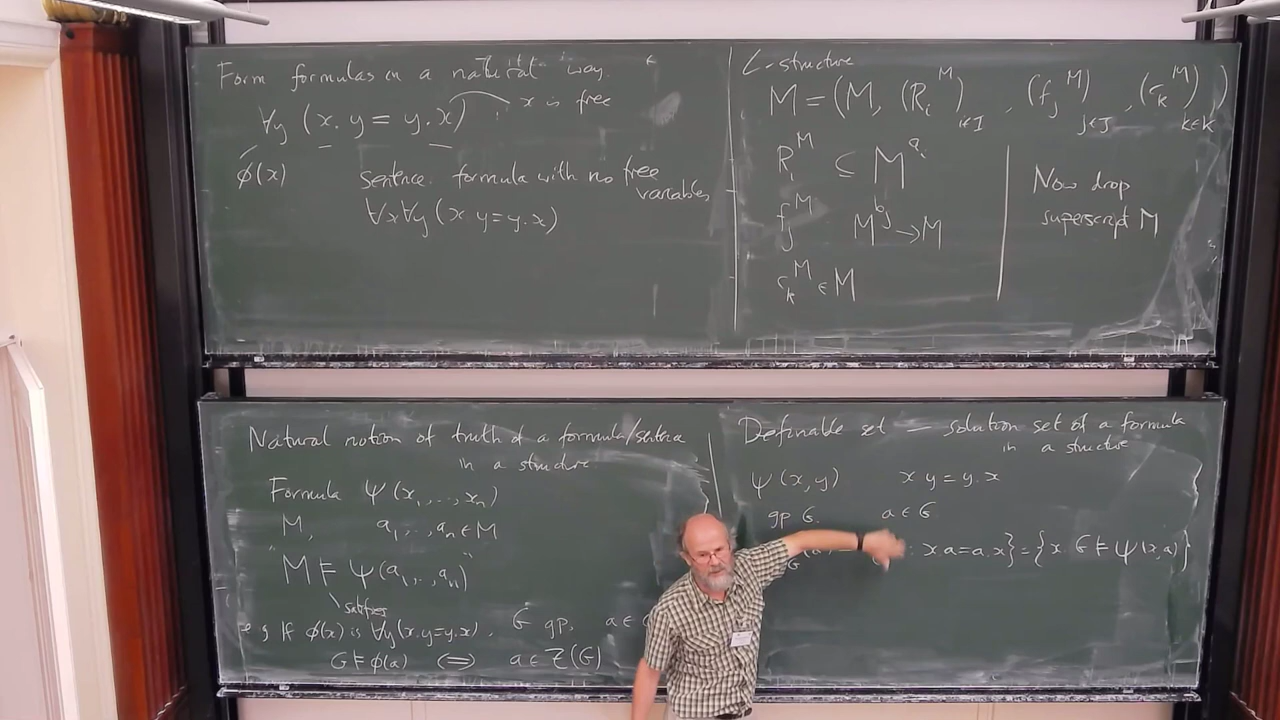 Form formulas in a natural way.
∀y (x.y = y.x) x is free
φ(x) sentence: formula with no free
variables
∀x∀y (x.y=y.x)
L-structure
M = (M, (R_i^M)_{i∈I}, (f_j^M)_{j∈J}, (c_k^M)_{k∈K})
R_i^M ⊆ M^{a_i}
f_j^M M^{b_j} → M
c_k^M ∈ M
Now drop
superscript M
Natural notion of truth of a formula/sentence
in a structure.
Formula ψ(x_1,...,x_n)
M, a_1,..,a_n ∈ M
"M ⊨ ψ(a_1,..,a_n)"
satisfies
e.g. If φ(x) is ∀y(x.y=y.x), G gp, a ∈
G ⊨ φ(a) ⟺ a ∈ Z(G)
Definable set — solution set of a formula
in a structure
ψ(x,y) x.y = y.x
gp G. a ∈ G
: xa=a.x} = {x: G ⊨ ψ(x,a)}